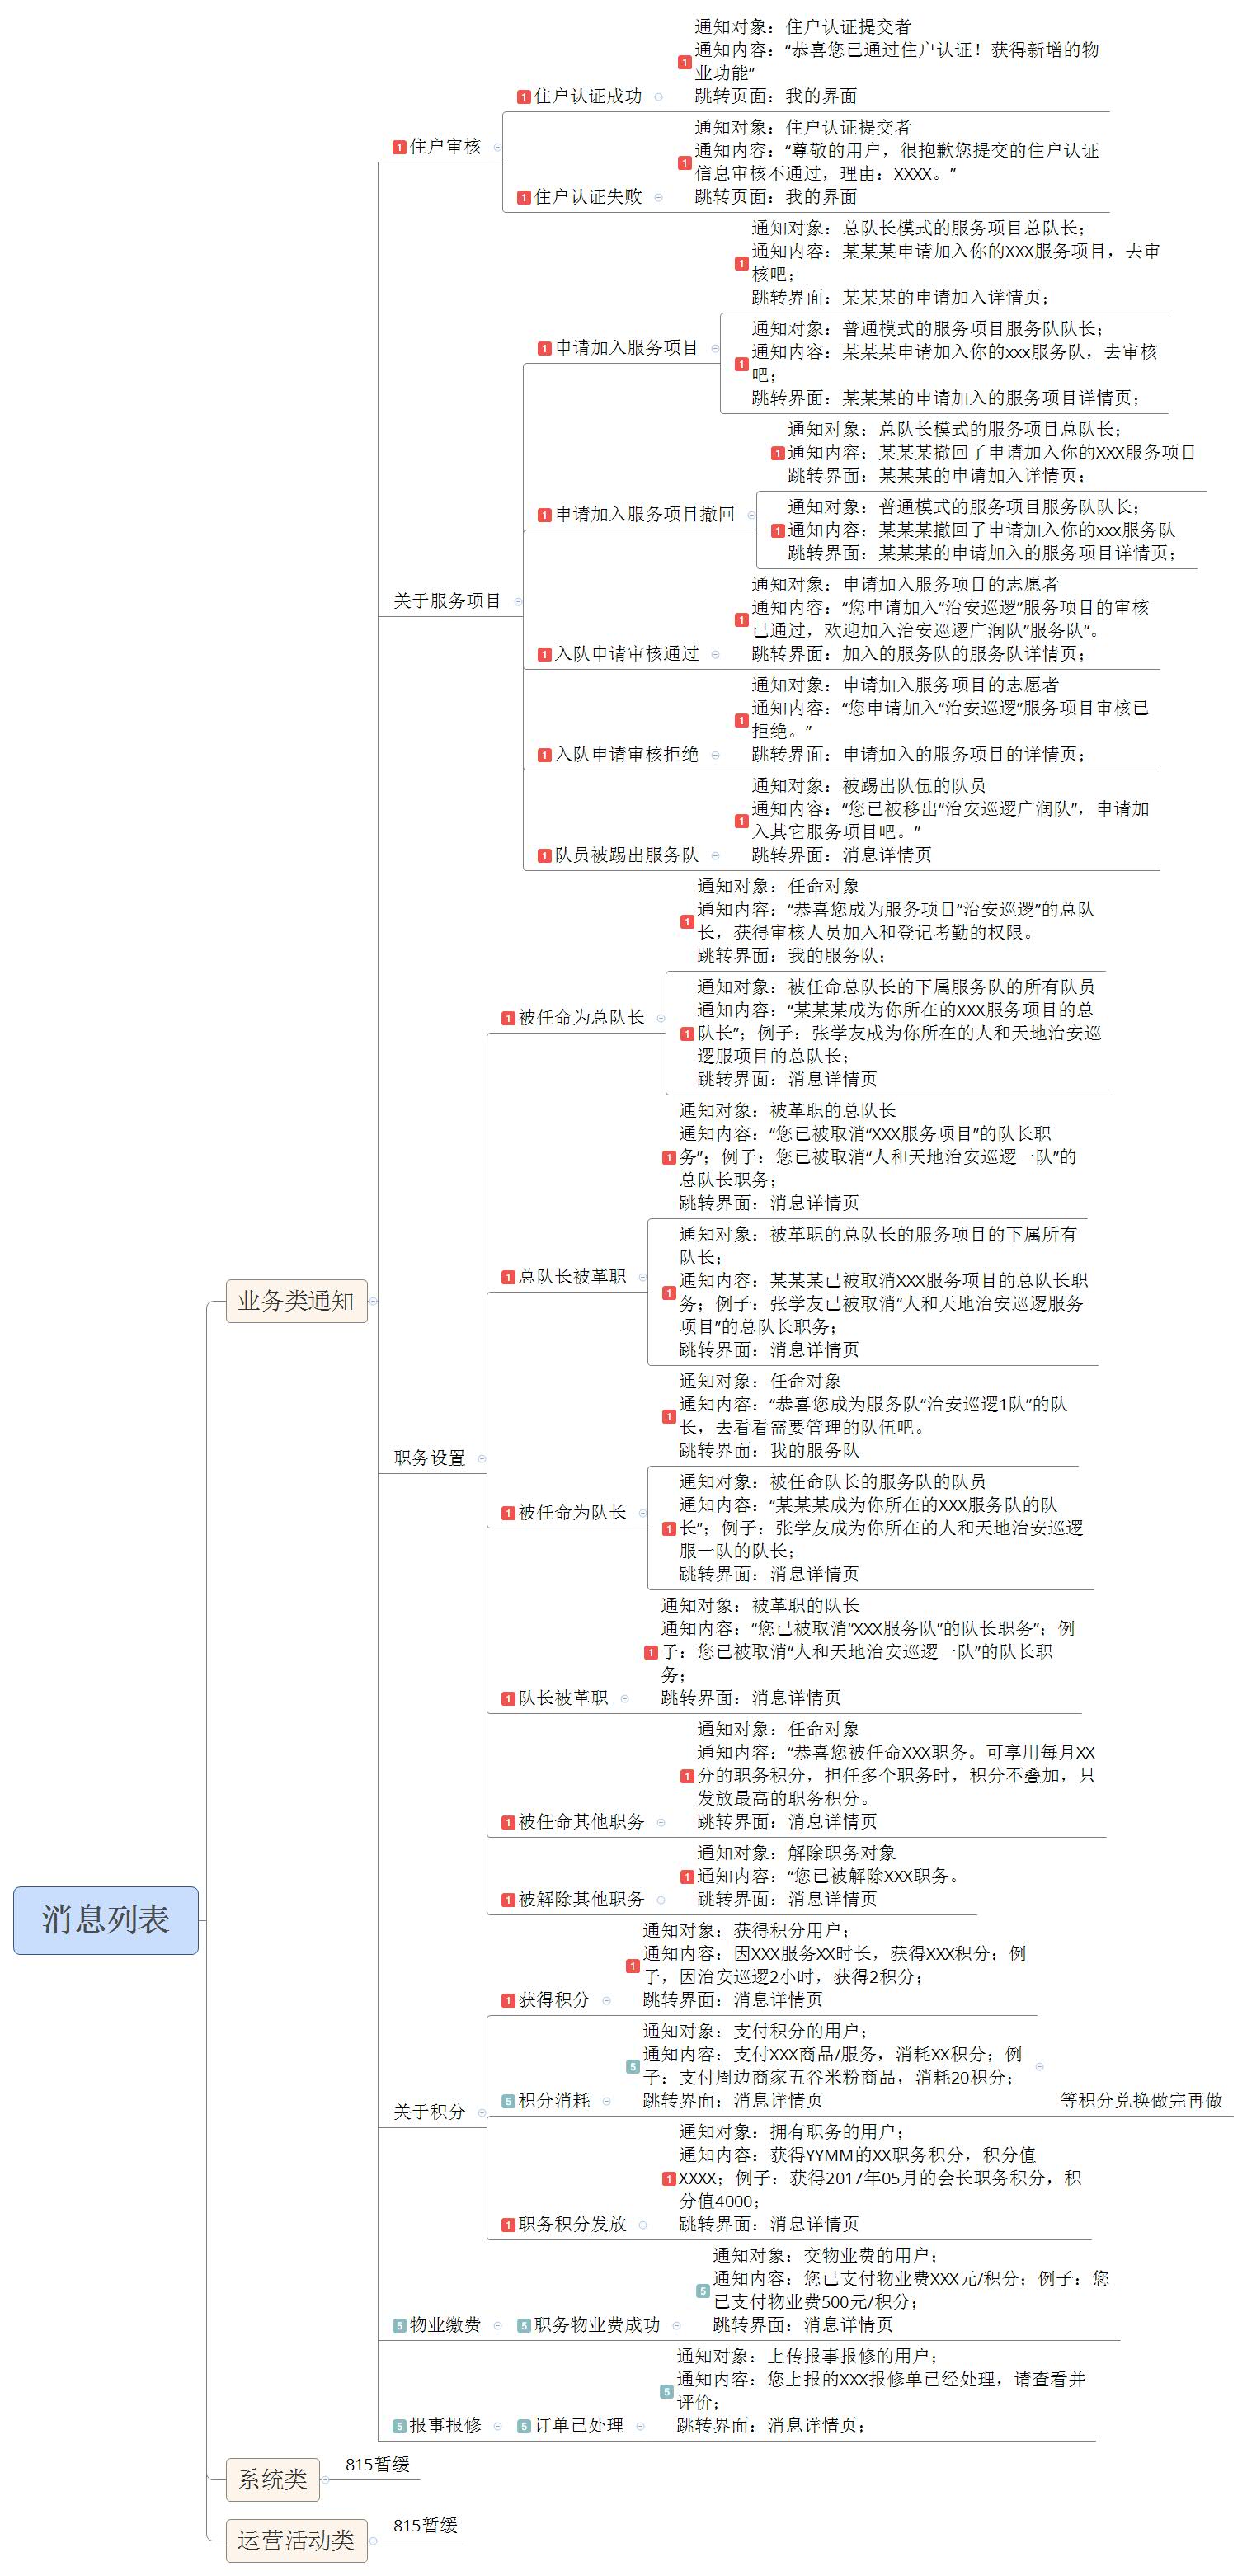 消息列表
业务类通知
1 住户审核
1 住户认证成功
通知对象：住户认证提交者
通知内容：“恭喜您已通过住户认证！获得新增的物
1
业功能”
跳转页面：我的界面
1 住户认证失败
通知对象：住户认证提交者
通知内容：“尊敬的用户，很抱歉您提交的住户认证
1
信息审核不通过，理由：XXXX。”
跳转页面：我的界面
关于服务项目
1 申请加入服务项目
通知对象：总队长模式的服务项目总队长；
通知内容：某某某申请加入你的XXX服务项目，去审
1
核吧；
跳转界面：某某某的申请加入详情页；
通知对象：普通模式的服务项目服务队队长；
通知内容：某某某申请加入你的xxx服务队，去审核
1
吧；
跳转界面：某某某的申请加入的服务项目详情页；
1 申请加入服务项目撤回
通知对象：总队长模式的服务项目总队长；
1 通知内容：某某某撤回了申请加入你的XXX服务项目
跳转界面：某某某的申请加入详情页；
通知对象：普通模式的服务项目服务队队长；
1 通知内容：某某某撤回了申请加入你的xxx服务队
跳转界面：某某某的申请加入的服务项目详情页；
1 入队申请审核通过
通知对象：申请加入服务项目的志愿者
通知内容：“您申请加入“治安巡逻”服务项目的审核
1
已通过，欢迎加入治安巡逻广润队”服务队“。
跳转界面：加入的服务队的服务队详情页；
1 入队申请审核拒绝
通知对象：申请加入服务项目的志愿者
通知内容：“您申请加入“治安巡逻”服务项目审核已
1
拒绝。”
跳转界面：申请加入的服务项目的详情页；
1 队员被踢出服务队
通知对象：被踢出队伍的队员
通知内容：“您已被移出“治安巡逻广润队”，申请加
1
入其它服务项目吧。”
跳转界面：消息详情页
职务设置
1 被任命为总队长
通知对象：任命对象
通知内容：“恭喜您成为服务项目“治安巡逻”的总队
1
长，获得审核人员加入和登记考勤的权限。
跳转界面：我的服务队；
通知对象：被任命总队长的下属服务队的所有队员
通知内容：“某某某成为你所在的XXX服务项目的总
1 队长”；例子：张学友成为你所在的人和天地治安巡
逻服项目的总队长；
跳转界面：消息详情页
1 总队长被革职
通知对象：被革职的总队长
通知内容：“您已被取消“XXX服务项目”的队长职
1 务”；例子：您已被取消“人和天地治安巡逻一队”的
总队长职务；
跳转界面：消息详情页
通知对象：被革职的总队长的服务项目的下属所有
队长；
通知内容：某某某已被取消XXX服务项目的总队长职
1
务；例子：张学友已被取消“人和天地治安巡逻服务
项目”的总队长职务；
跳转界面：消息详情页
1 被任命为队长
通知对象：任命对象
通知内容：“恭喜您成为服务队“治安巡逻1队”的队
1
长，去看看需要管理的队伍吧。
跳转界面：我的服务队
通知对象：被任命队长的服务队的队员
通知内容：“某某某成为你所在的XXX服务队的队
1 长”；例子：张学友成为你所在的人和天地治安巡逻
服一队的队长；
跳转界面：消息详情页
1 队长被革职
通知对象：被革职的队长
通知内容：“您已被取消“XXX服务队”的队长职务”；例
1 子：您已被取消“人和天地治安巡逻一队”的队长职
务；
跳转界面：消息详情页
1 被任命其他职务
通知对象：任命对象
通知内容：“恭喜您被任命XXX职务。可享用每月XX
1 分的职务积分，担任多个职务时，积分不叠加，只
发放最高的职务积分。
跳转界面：消息详情页
1 被解除其他职务
通知对象：解除职务对象
1 通知内容：“您已被解除XXX职务。
跳转界面：消息详情页
关于积分
1 获得积分
通知对象：获得积分用户；
通知内容：因XXX服务XX时长，获得XXX积分；例
1
子，因治安巡逻2小时，获得2积分；
跳转界面：消息详情页
5 积分消耗
通知对象：支付积分的用户；
通知内容：支付XXX商品/服务，消耗XX积分；例
5
子：支付周边商家五谷米粉商品，消耗20积分；
跳转界面：消息详情页
等积分兑换做完再做
1 职务积分发放
通知对象：拥有职务的用户；
通知内容：获得YYMM的XX职务积分，积分值
1 XXXX；例子：获得2017年05月的会长职务积分，积
分值4000；
跳转界面：消息详情页
5 物业缴费
5 职务物业费成功
通知对象：交物业费的用户；
通知内容：您已支付物业费XXX元/积分；例子：您
5
已支付物业费500元/积分；
跳转界面：消息详情页
5 报事报修
5 订单已处理
通知对象：上传报事报修的用户；
通知内容：您上报的XXX报修单已经处理，请查看并
5
评价；
跳转界面：消息详情页；
系统类
815暂缓
运营活动类
815暂缓